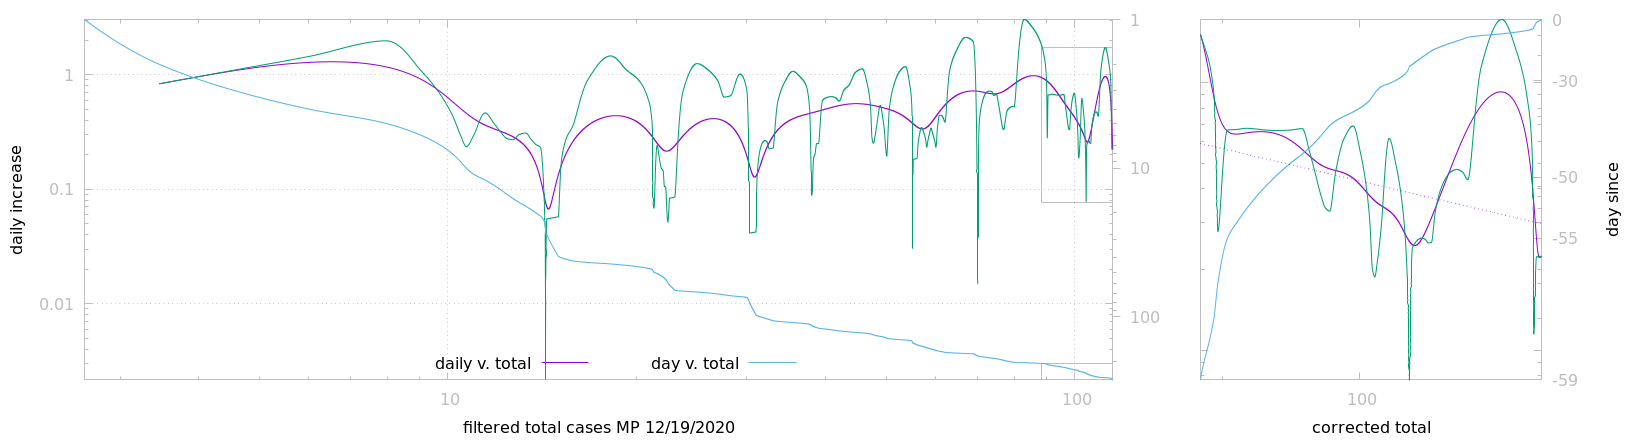 daily increase
1
0.1
0.01
daily v. total
day v. total
10
100
filtered total cases MP 12/19/2020
1
10
100
0
-30
-50
-55
-59
day since
100
corrected total